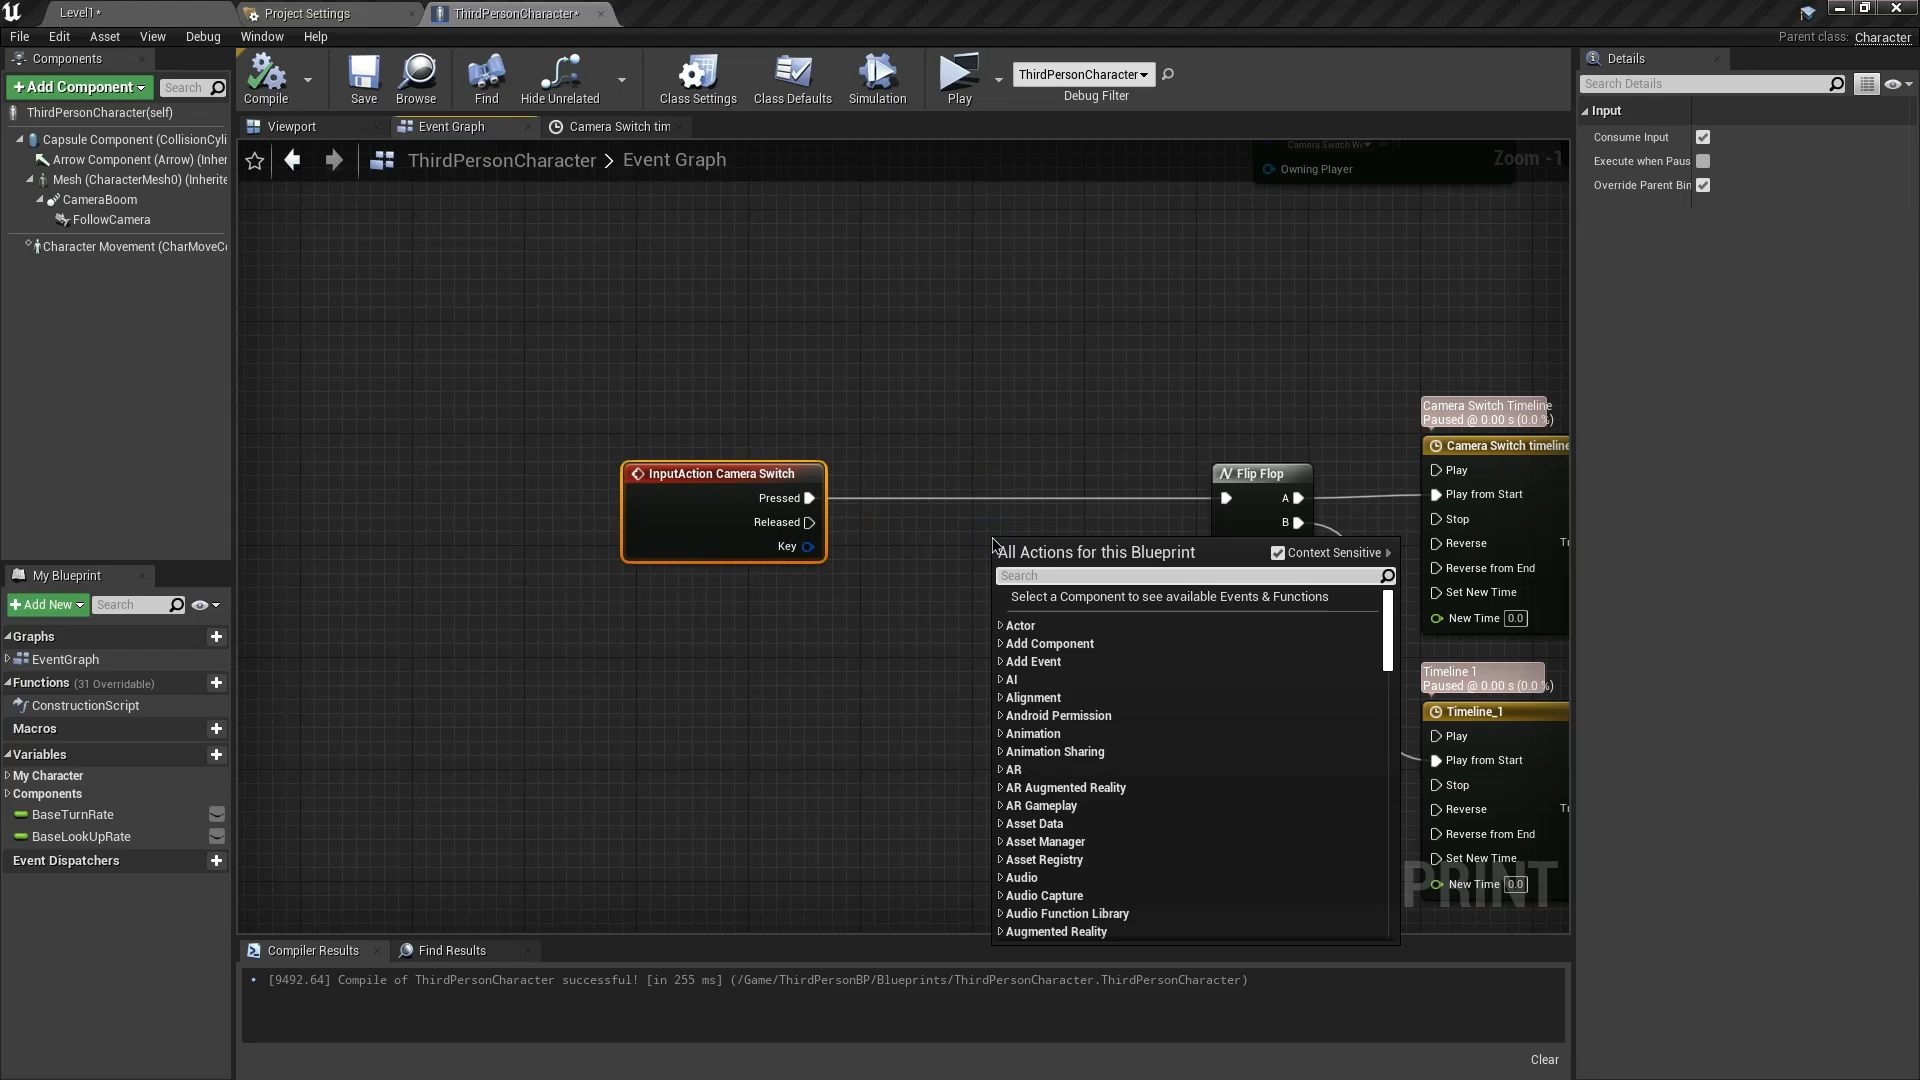 Level1*
Project Settings
ThirdPersonCharacter*
File Edit Asset View Debug Window Help
Parent class: Character
Components
+Add Component
Search
ThirdPersonCharacter(self)
Capsule Component (CollisionCyli
Arrow Component (Arrow) (Inher
Mesh (CharacterMesh0) (Inherite
CameraBoom
FollowCamera
Character Movement (CharMoveC
Compile
Save
Browse
Find
Hide Unrelated
Class Settings
Class Defaults
Simulation
Play
ThirdPersonCharacter
Debug Filter
Viewport
Event Graph
Camera Switch tim
ThirdPersonCharacter > Event Graph
Zoom -1
Camera Switch Wi
Owning Player
InputAction Camera Switch
Pressed
Released
Key
Flip Flop
A
B
Camera Switch Timeline
Paused @ 0.00 s (0.0 %)
Camera Switch timeline
Play
Play from Start
Stop
Reverse
Reverse from End
Set New Time
New Time 0.0
Timeline 1
Paused @ 0.00 s (0.0 %)
Timeline_1
Play
Play from Start
Stop
Reverse
Reverse from End
Set New Time
New Time 0.0
PRINT
All Actions for this Blueprint
Context Sensitive
Search
Select a Component to see available Events & Functions
Actor
Add Component
Add Event
AI
Alignment
Android Permission
Animation
Animation Sharing
AR
AR Augmented Reality
AR Gameplay
Asset Data
Asset Manager
Asset Registry
Audio
Audio Capture
Audio Function Library
Augmented Reality
My Blueprint
+Add New
Search
Graphs
EventGraph
Functions (31 Overridable)
ConstructionScript
Macros
Variables
My Character
Components
BaseTurnRate
BaseLookUpRate
Event Dispatchers
Compiler Results
Find Results
[9492.64] Compile of ThirdPersonCharacter successful! [in 255 ms] (/Game/ThirdPersonBP/Blueprints/ThirdPersonCharacter.ThirdPersonCharacter)
Clear
Details
Search Details
Input
Consume Input
Execute when Paus
Override Parent Bin